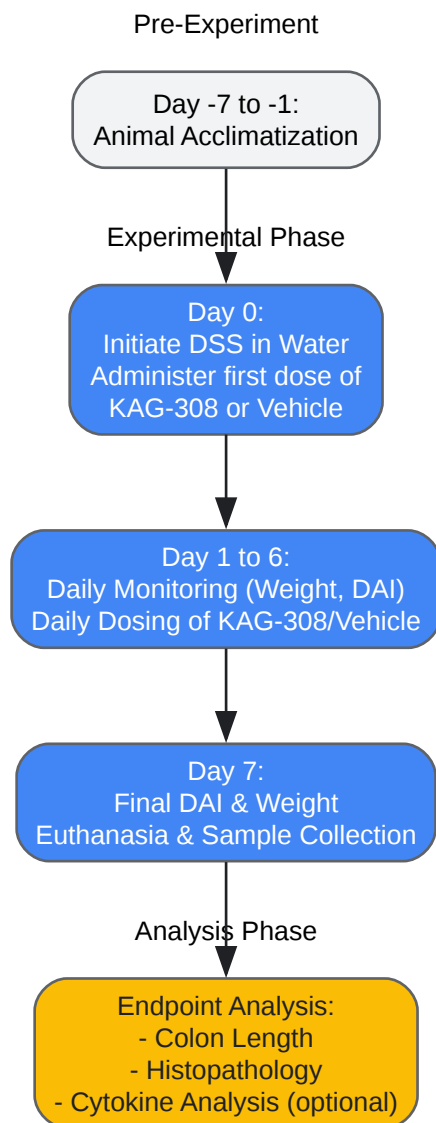 Pre-Experiment
Day -7 to -1:
Animal Acclimatization
Experimental Phase
Day 0:
Initiate DSS in Water
Administer first dose of
KAG-308 or Vehicle
Day 1 to 6:
Daily Monitoring (Weight, DAI)
Daily Dosing of KAG-308/Vehicle
Day 7:
Final DAI & Weight
Euthanasia & Sample Collection
Analysis Phase
Endpoint Analysis:
- Colon Length
- Histopathology
- Cytokine Analysis (optional)